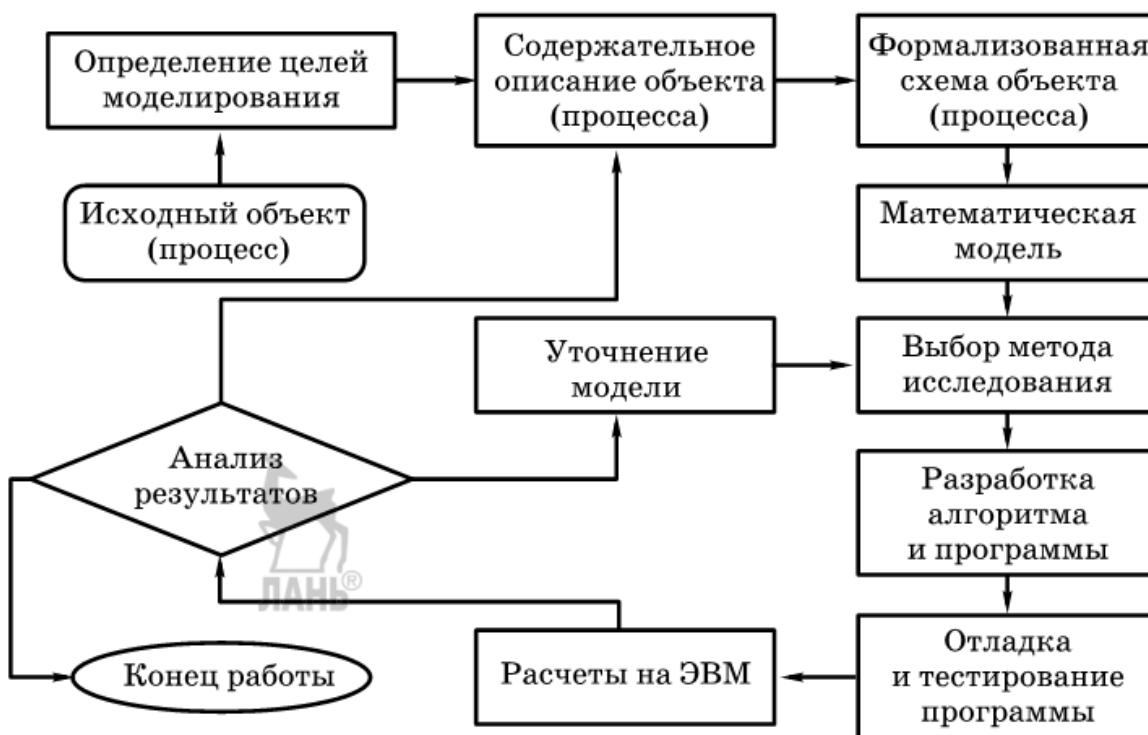 Определение целей
моделирования
Содержательное
описание объекта
(процесса)
Формализованная
схема объекта
(процесса)
Исходный объект
(процесс)
Математическая
модель
Уточнение
модели
Выбор метода
исследования
Анализ
результатов
Разработка
алгоритма
и программы
ЛАНЬ®
Конец работы
Расчеты на ЭВМ
Отладка
и тестирование
программы